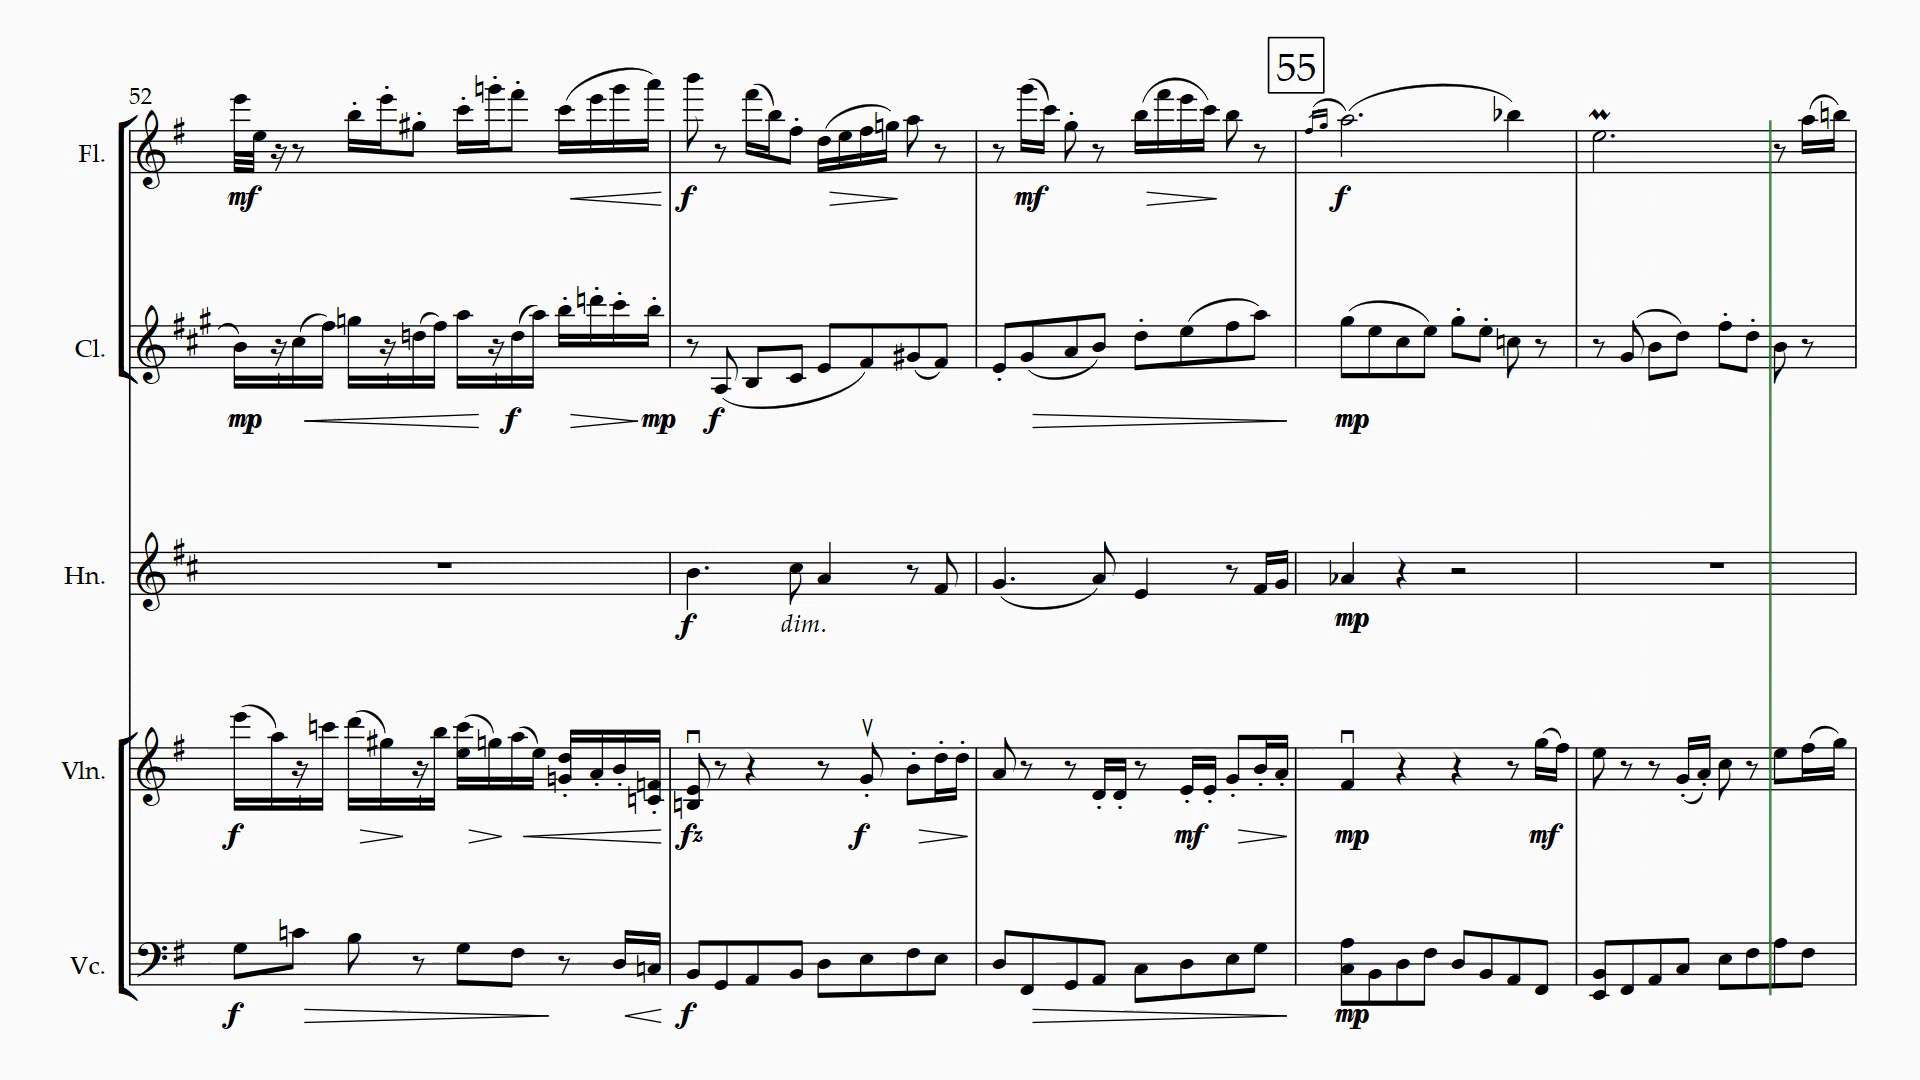 55
52
Fl.
mf f mf f
Cl.
mp f mp f mp
Hn.
f dim. mp
Vln.
f fz f mf mp mf
Vc.
f f mp